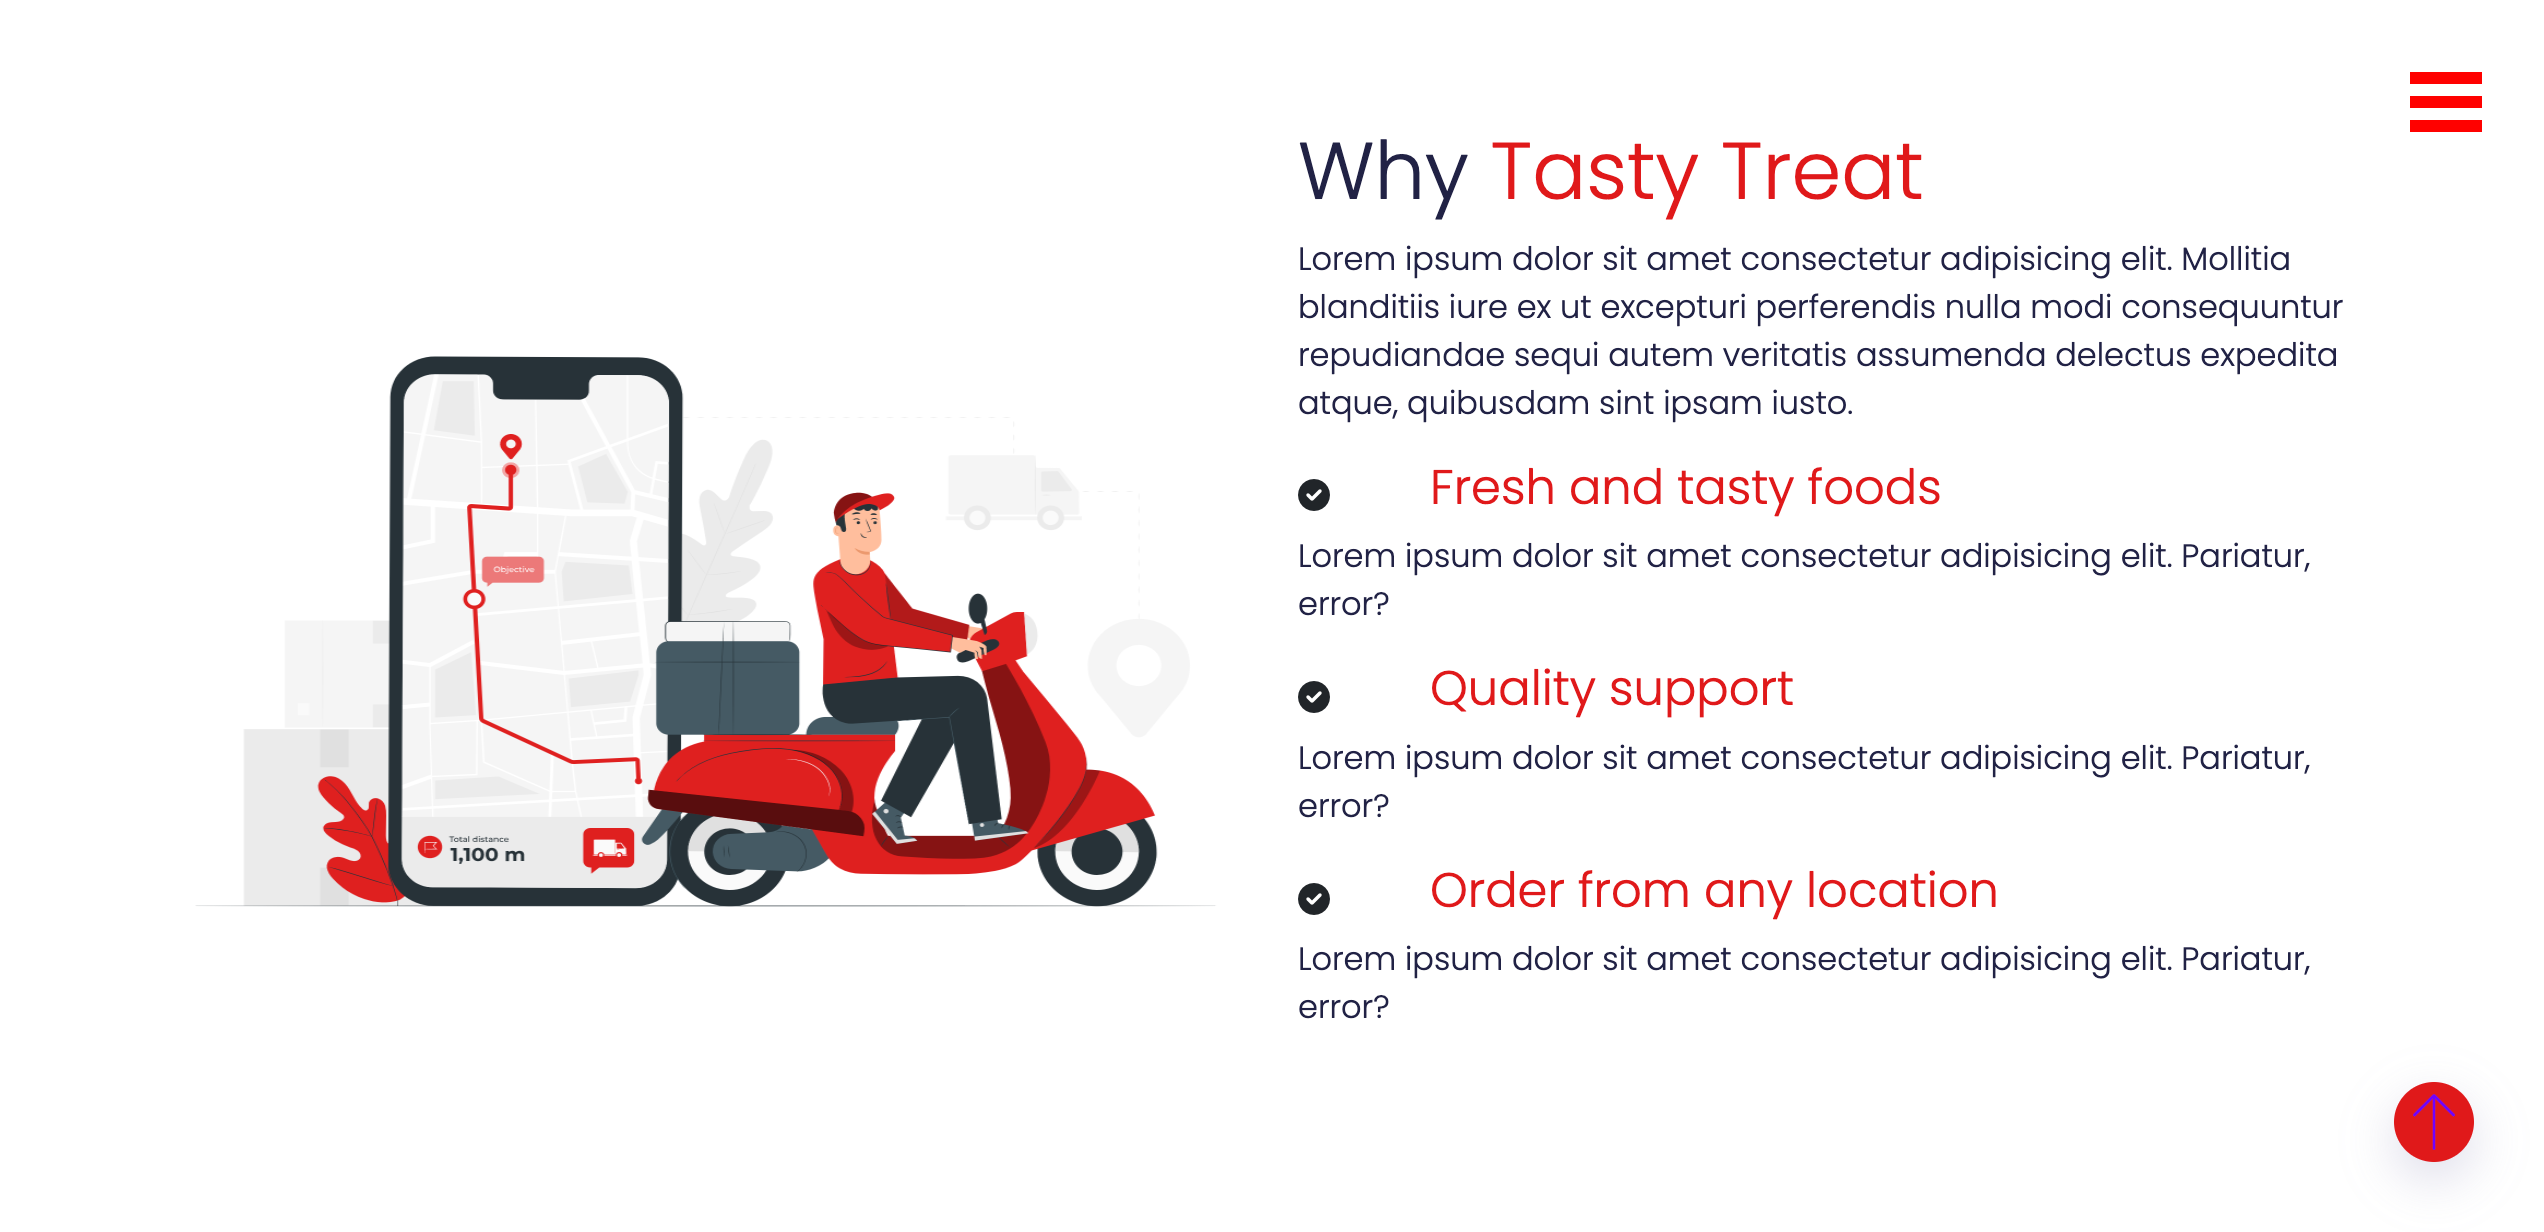 Why Tasty Treat
Lorem ipsum dolor sit amet consectetur adipisicing elit. Mollitia
blanditiis iure ex ut excepturi perferendis nulla modi consequuntur
repudiandae sequi autem veritatis assumenda delectus expedita
atque, quibusdam sint ipsam iusto.
Fresh and tasty foods
Lorem ipsum dolor sit amet consectetur adipisicing elit. Pariatur,
error?
Quality support
Lorem ipsum dolor sit amet consectetur adipisicing elit. Pariatur,
error?
Order from any location
Lorem ipsum dolor sit amet consectetur adipisicing elit. Pariatur,
error?
Objective
Total distance
1,100 m